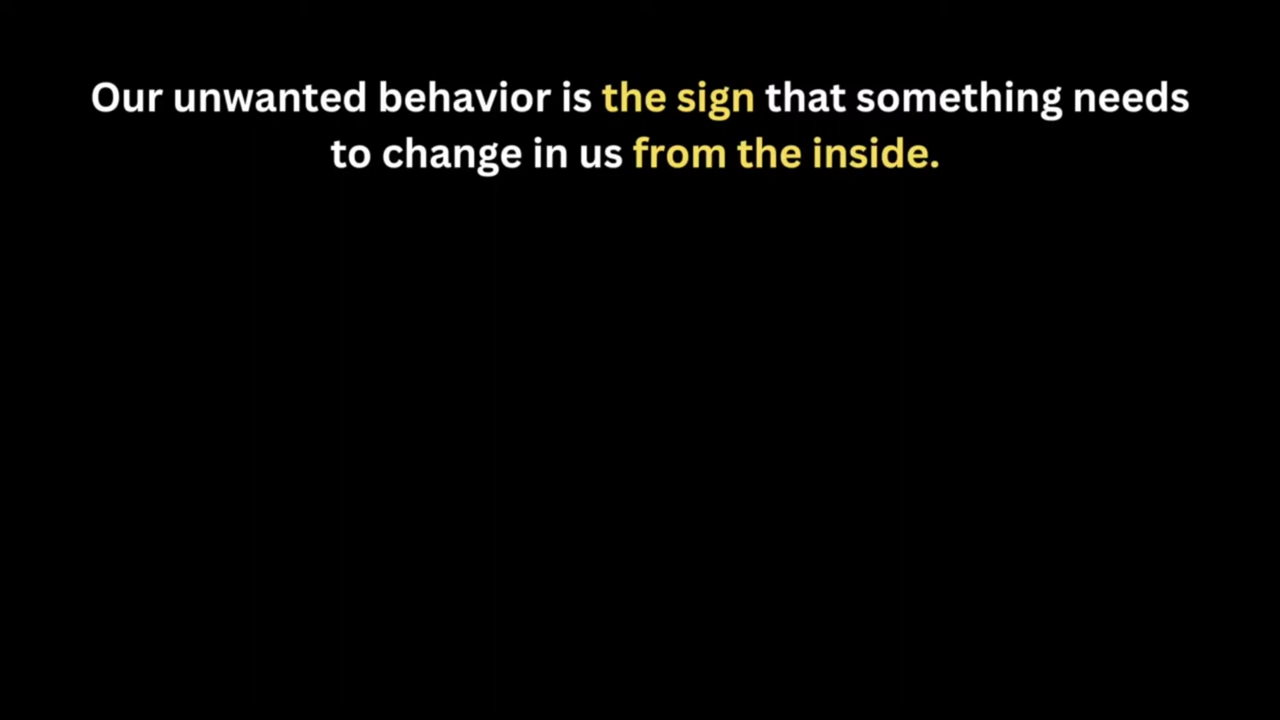 Our unwanted behavior is the sign that something needs
to change in us from the inside.